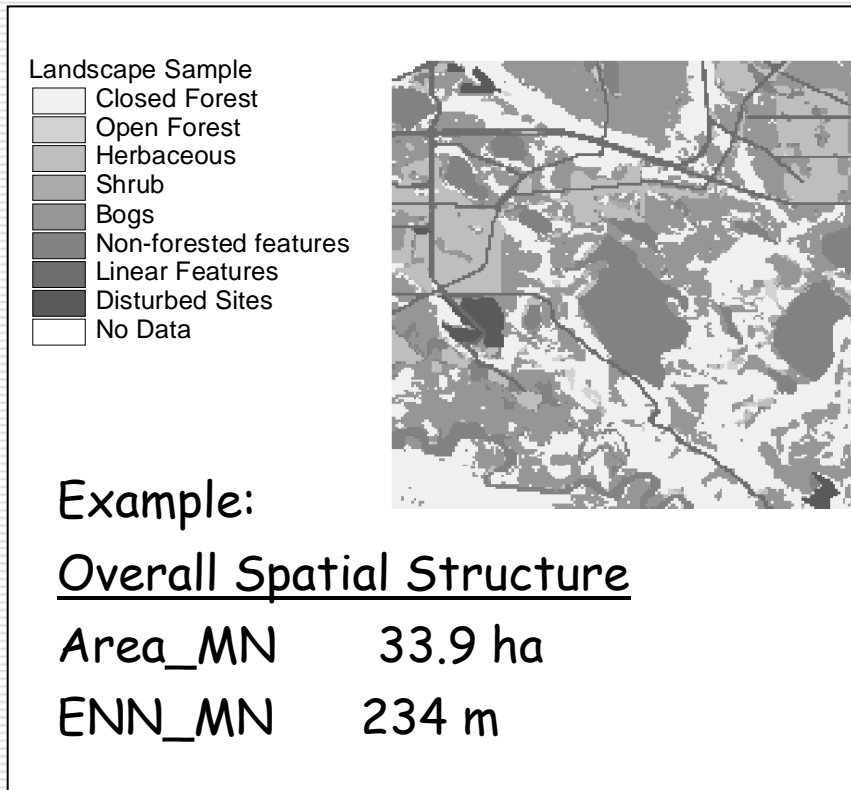 Landscape Sample
Closed Forest
Open Forest
Herbaceous
Shrub
Bogs
Non-forested features
Linear Features
Disturbed Sites
No Data
Example:
Overall Spatial Structure
Area_MN 33.9 ha
ENN_MN 234 m